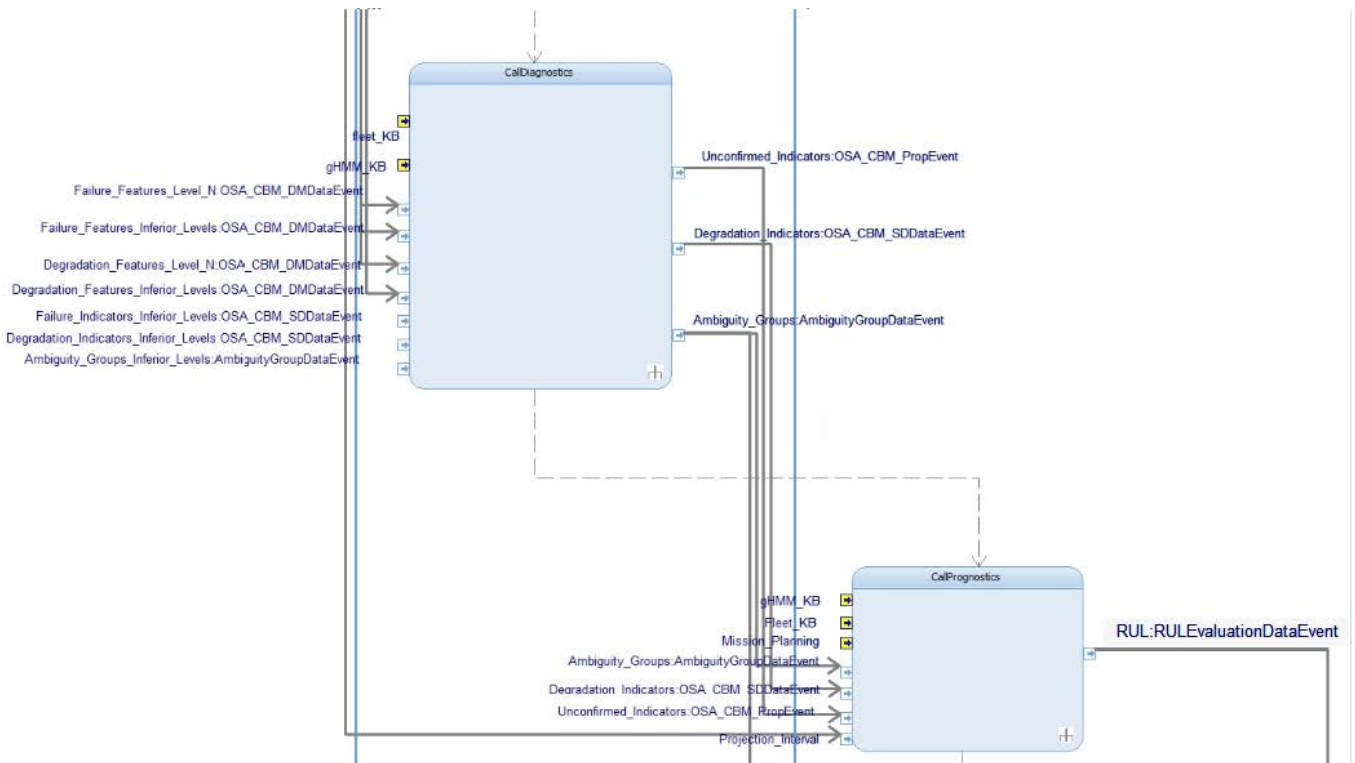 CallDiagnostics
fleet_KB
gHMM_KB
Failure_Features_Level_N:OSA_CBM_DMDataEvent
Failure_Features_Inferior_Levels:OSA_CBM_DMDataEvent
Degradation_Features_Level_N:OSA_CBM_DMDataEvent
Degradation_Features_Inferior_Levels:OSA_CBM_DMDataEvent
Failure_Indicators_Inferior_Levels:OSA_CBM_SDDataEvent
Degradation_Indicators_Inferior_Levels:OSA_CBM_SDDataEvent
Ambiguity_Groups_Inferior_Levels:AmbiguityGroupDataEvent
Unconfirmed_Indicators:OSA_CBM_PropEvent
Degradation_Indicators:OSA_CBM_SDDataEvent
Ambiguity_Groups:AmbiguityGroupDataEvent
CallPrognostics
gHMM_KB
Fleet_KB
Mission_Planning
Ambiguity_Groups:AmbiguityGroupDataEvent
Degradation_Indicators:OSA_CBM_SDDataEvent
Unconfirmed_Indicators:OSA_CBM_PropEvent
Projection_Interval
RUL:RULEvaluationDataEvent